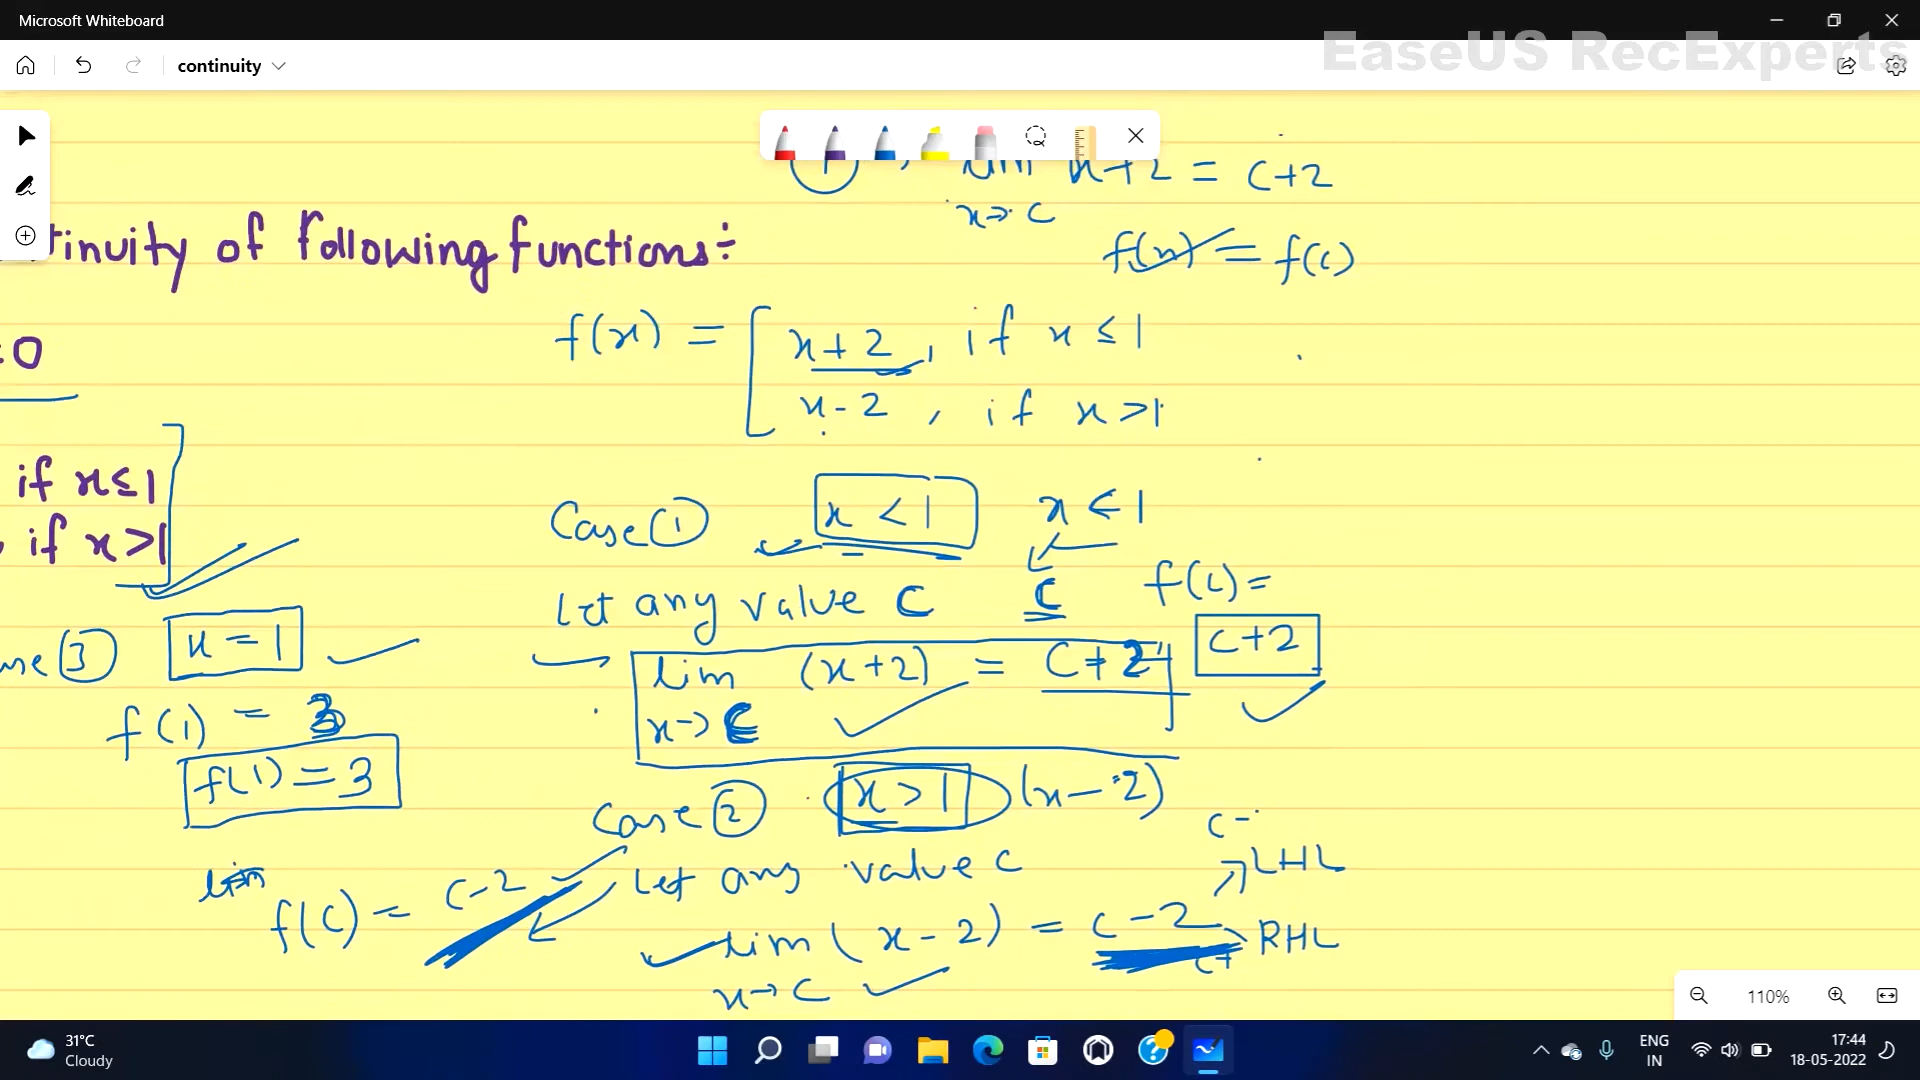 Microsoft Whiteboard
EaseUS RecExperts
continuity
x+2 = c+2
x→ c
tinuity of following functions:
f(x) = f(c)
=0
f(x) = [ x+2 , if x ≤ 1
x-2 , if x >1
if x≤1
, if x>1
Case (1) x < 1 x < 1
Let any value c c f(c) =
c+2
lim (x+2) = c+2
x→ c
(3) x = 1
f(1) = 3
f(1) = 3
Case (2) x > 1 (x-2)
Let any value c
c-
LHL
lim
f(c) = c-2
lim (x-2) = c-2
x→ c
c+ RHL
110%
31°C
Cloudy
ENG
IN
17:44
18-05-2022